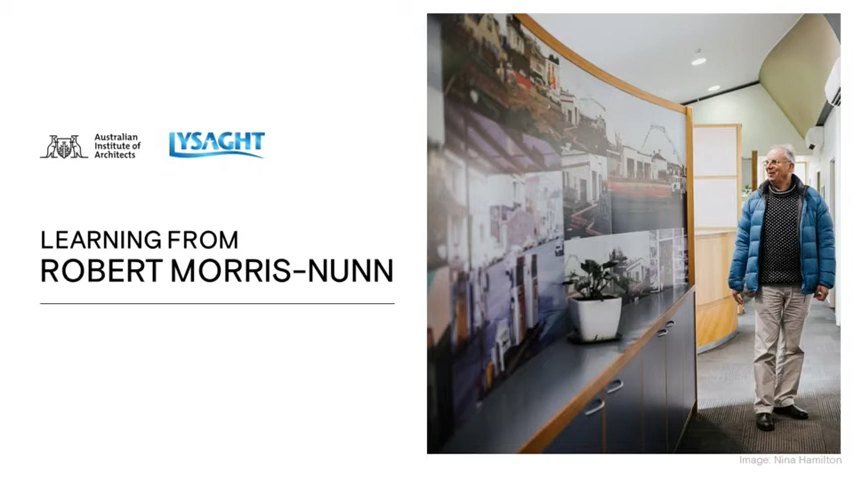 Australian
Institute of
Architects
LYSAGHT
LEARNING FROM
ROBERT MORRIS-NUNN
Image: Nina Hamilton